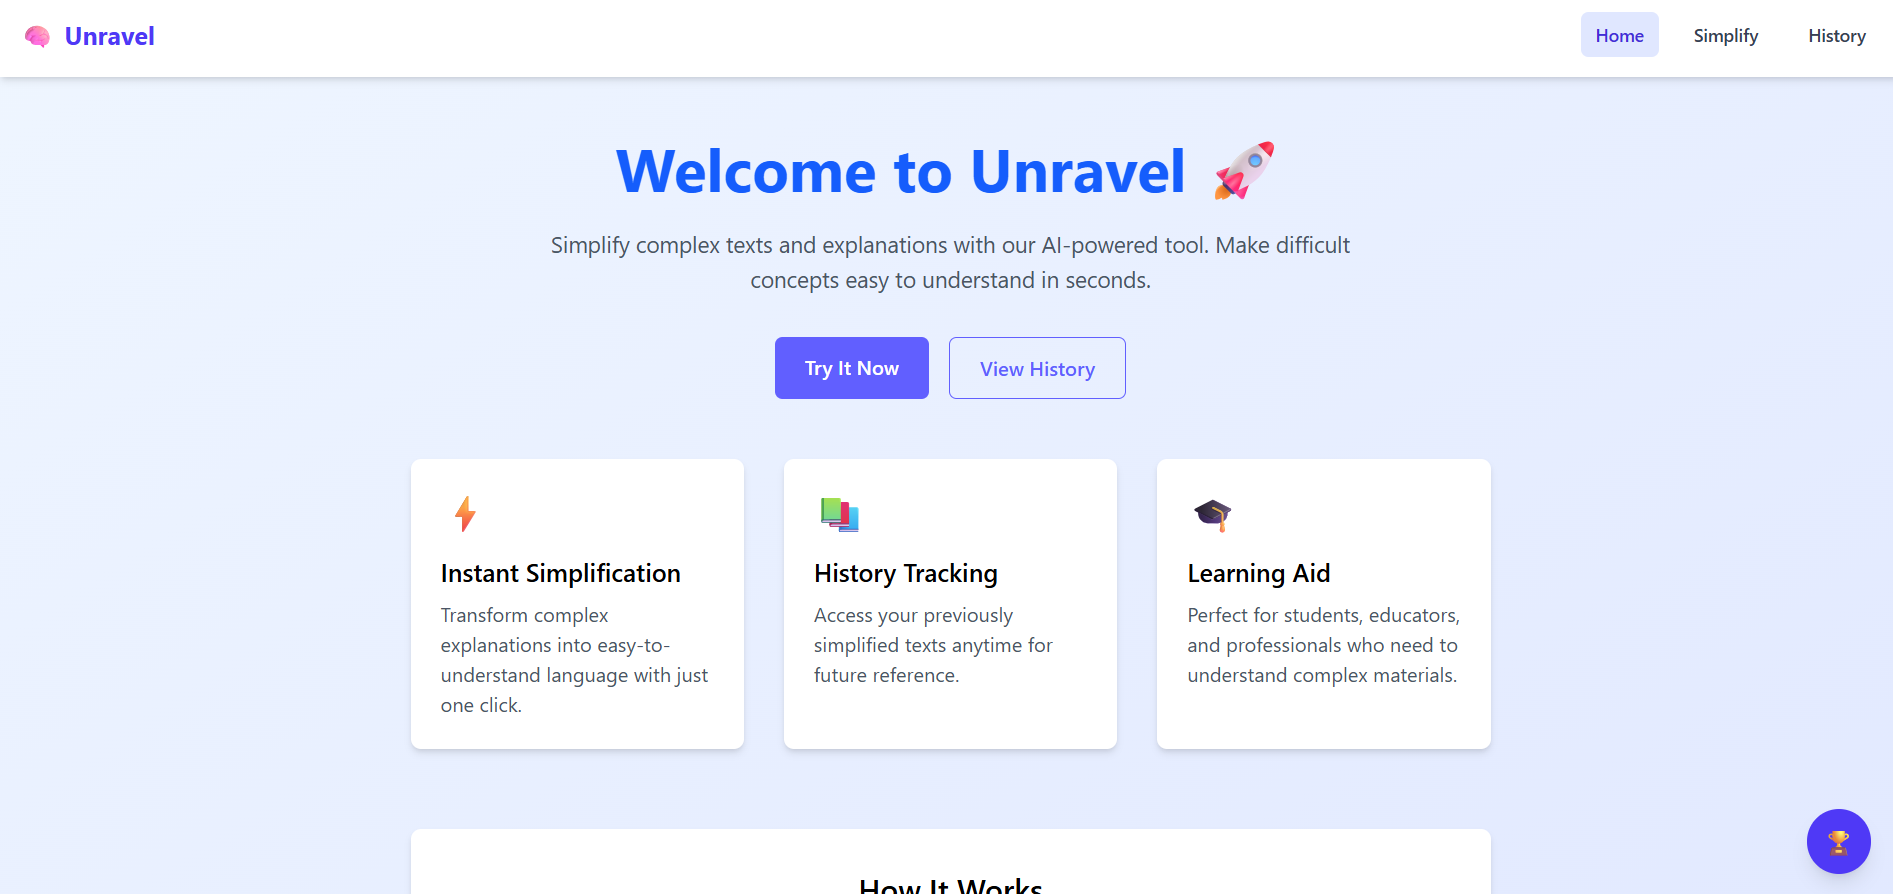 Unravel
Home
Simplify
History
Welcome to Unravel
Simplify complex texts and explanations with our AI-powered tool. Make difficult
concepts easy to understand in seconds.
Try It Now
View History
Instant Simplification
Transform complex
explanations into easy-to-
understand language with just
one click.
History Tracking
Access your previously
simplified texts anytime for
future reference.
Learning Aid
Perfect for students, educators,
and professionals who need to
understand complex materials.
How It Works